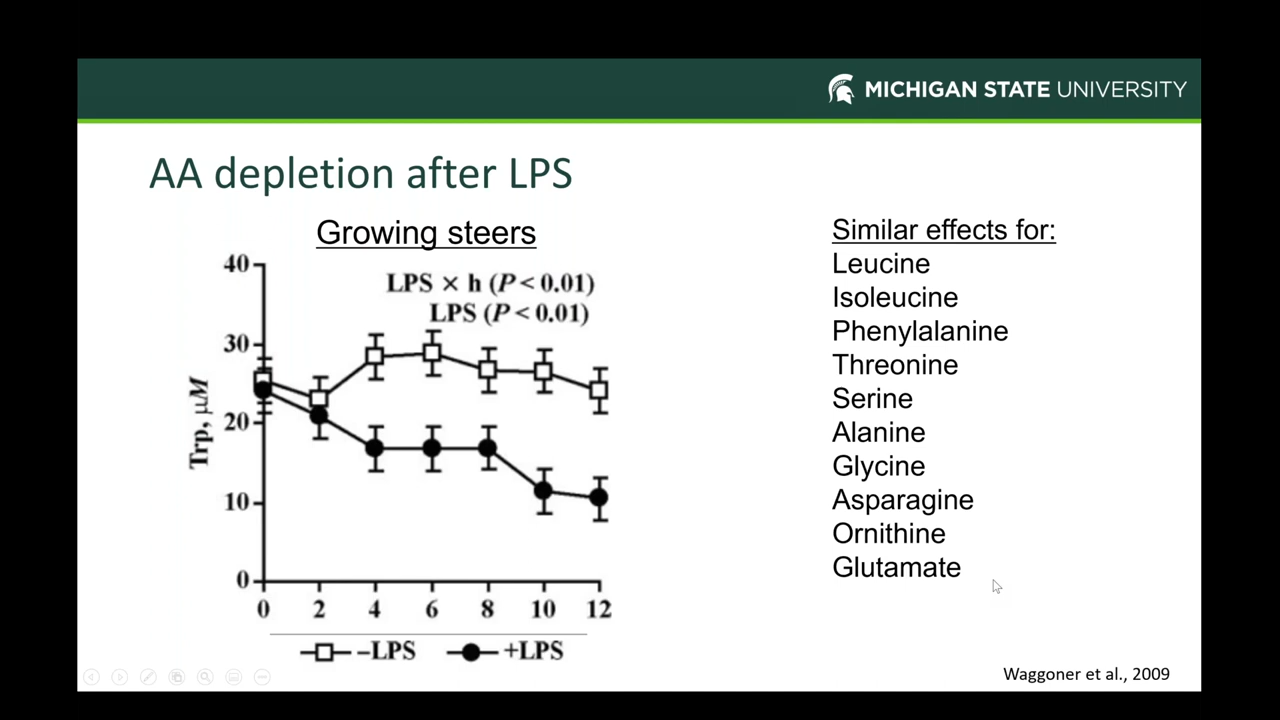 MICHIGAN STATE UNIVERSITY
AA depletion after LPS
Growing steers
LPS × h (P < 0.01)
LPS (P < 0.01)
Trp, µM
40
30
20
10
0
0 2 4 6 8 10 12
–LPS +LPS
Similar effects for:
Leucine
Isoleucine
Phenylalanine
Threonine
Serine
Alanine
Glycine
Asparagine
Ornithine
Glutamate
Waggoner et al., 2009